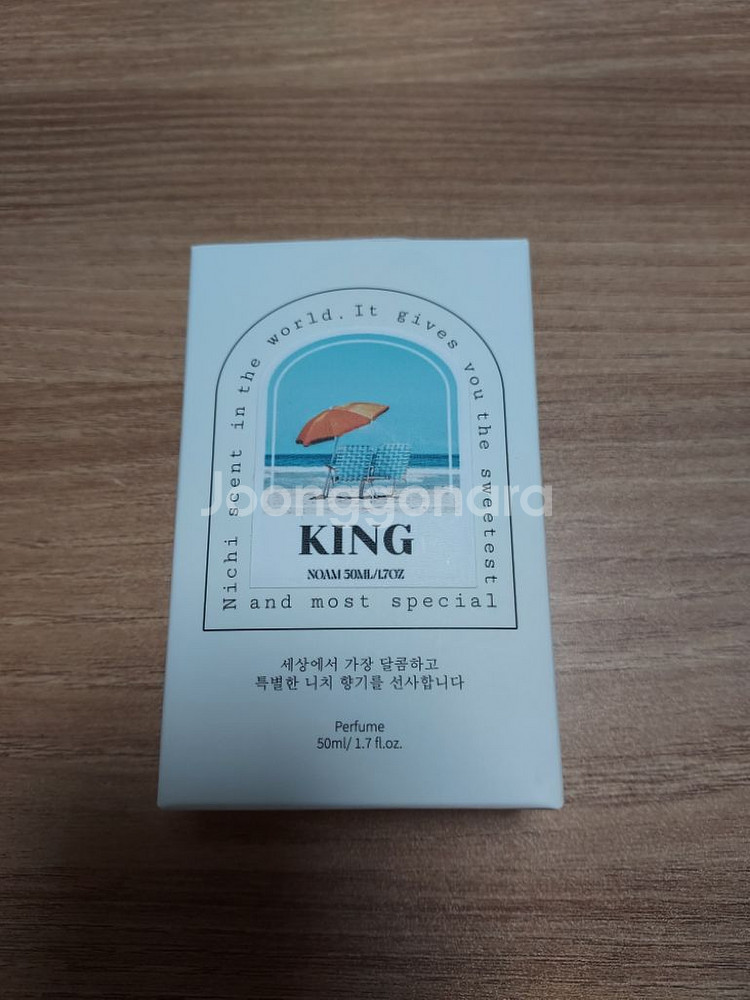 Nichi scent in the world. It gives you the sweetest
and most special
Joonggonara
KING
NOAM 50ML/1.7OZ
세상에서 가장 달콤하고
특별한 니치 향기를 선사합니다
Perfume
50ml/ 1.7 fl.oz.